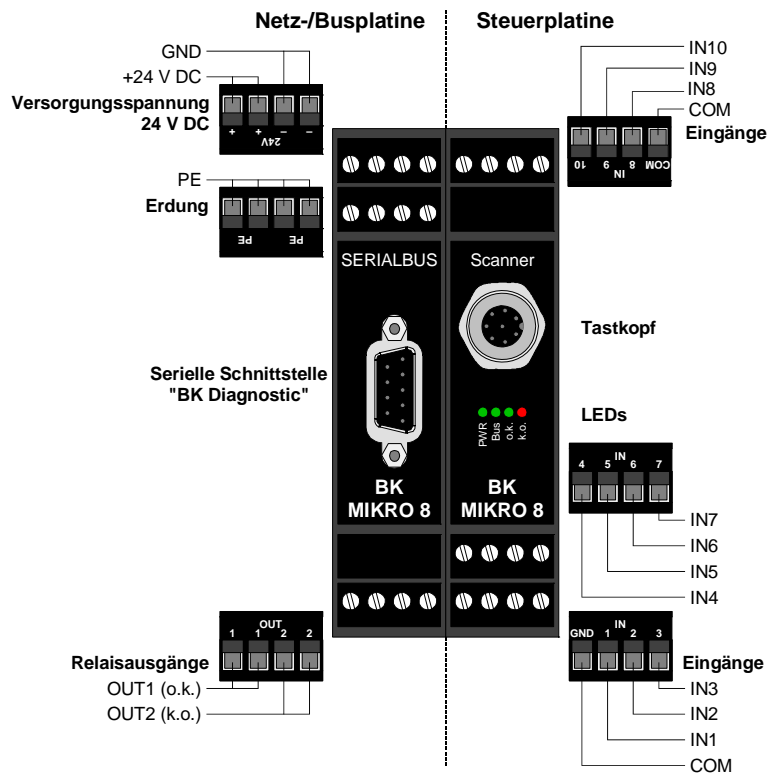 Netz-/Busplatine
Steuerplatine
GND
+24 V DC
Versorgungsspannung
24 V DC
+ + − −
24V
IN10
IN9
IN8
COM
Eingänge
10 9 8 COM
IN
PE
Erdung
PE PE
SERIALBUS
Scanner
Tastkopf
Serielle Schnittstelle
"BK Diagnostic"
LEDs
PWR
Bus
o.k.
k.o.
BK
MIKRO 8
BK
MIKRO 8
IN
4 5 6 7
IN7
IN6
IN5
IN4
OUT
1 1 2 2
Relaisausgänge
OUT1 (o.k.)
OUT2 (k.o.)
IN
GND 1 2 3
Eingänge
IN3
IN2
IN1
COM